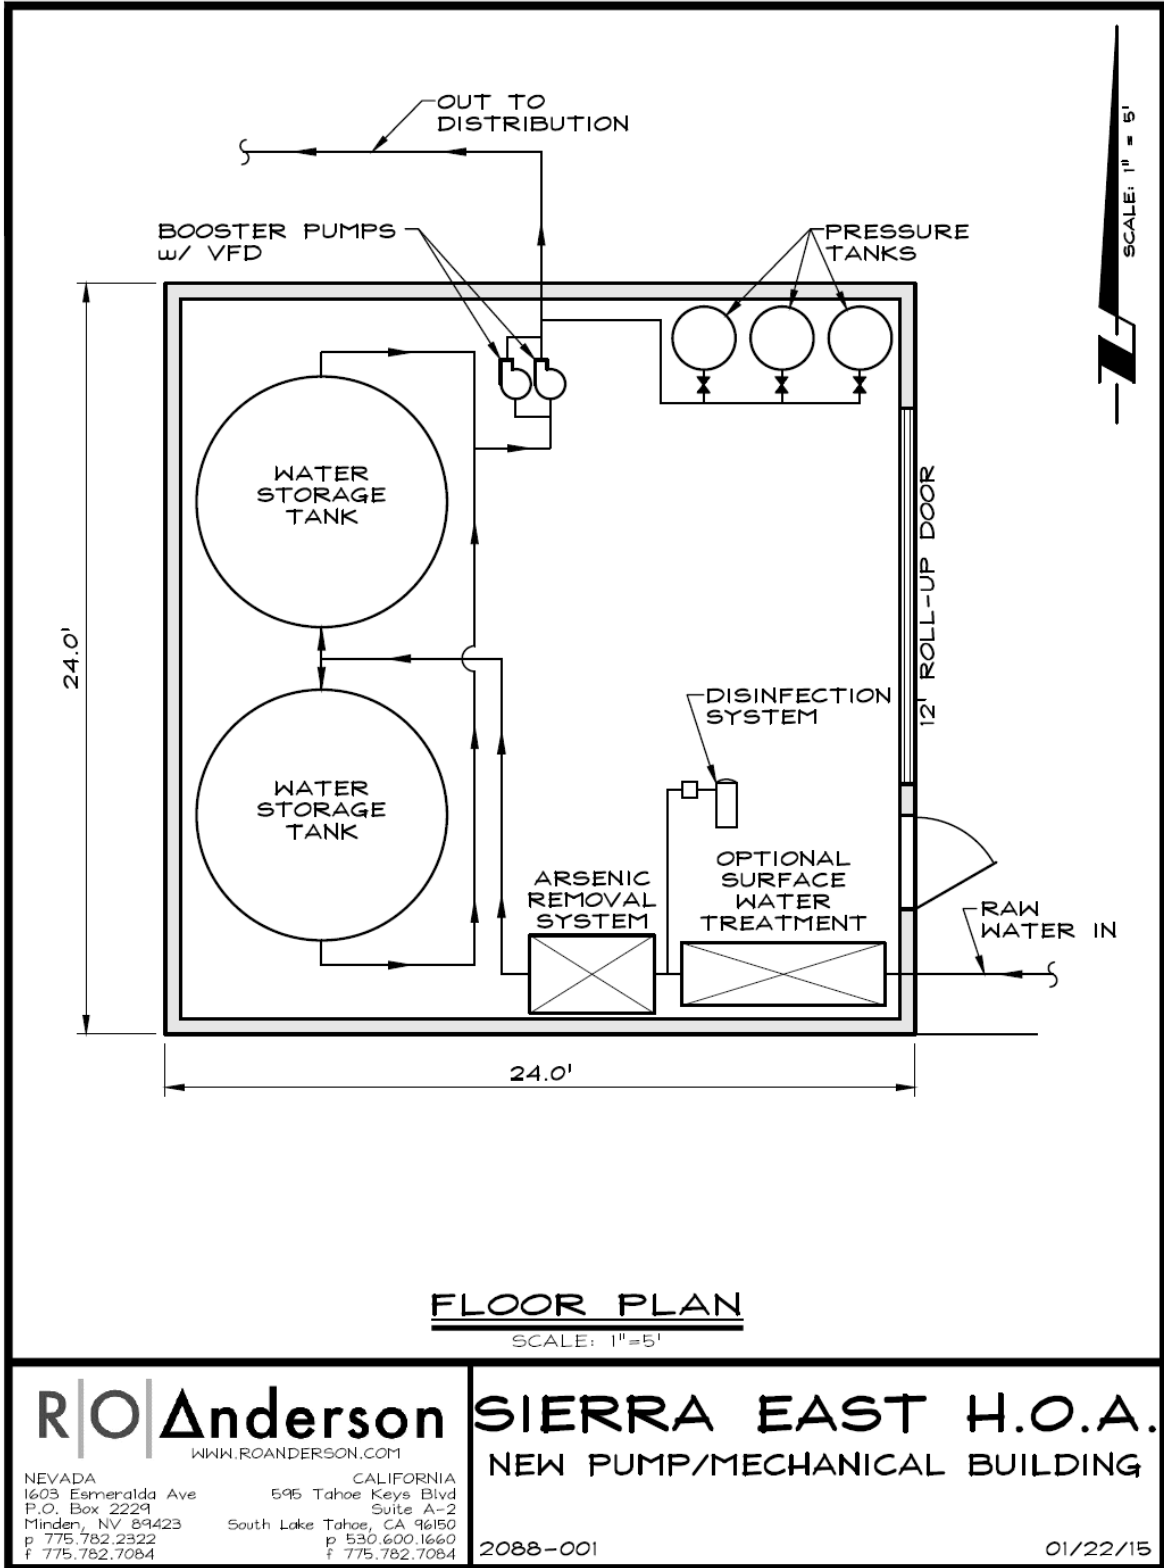 OUT TO
DISTRIBUTION
SCALE: 1" = 5'
BOOSTER PUMPS
w/ VFD
PRESSURE
TANKS
WATER
STORAGE
TANK
12' ROLL-UP DOOR
24.0'
DISINFECTION
SYSTEM
WATER
STORAGE
TANK
OPTIONAL
SURFACE
WATER
TREATMENT
ARSENIC
REMOVAL
SYSTEM
RAW
WATER IN
24.0'
FLOOR PLAN
SCALE: 1"=5'
R|O|Anderson
WWW.ROANDERSON.COM
NEVADA
1603 Esmeralda Ave
P.O. Box 2229
Minden, NV 89423
p 775.782.2322
f 775.782.7084
CALIFORNIA
595 Tahoe Keys Blvd
Suite A-2
South Lake Tahoe, CA 96150
p 530.600.1660
f 775.782.7084
SIERRA EAST H.O.A.
NEW PUMP/MECHANICAL BUILDING
2088-001
01/22/15